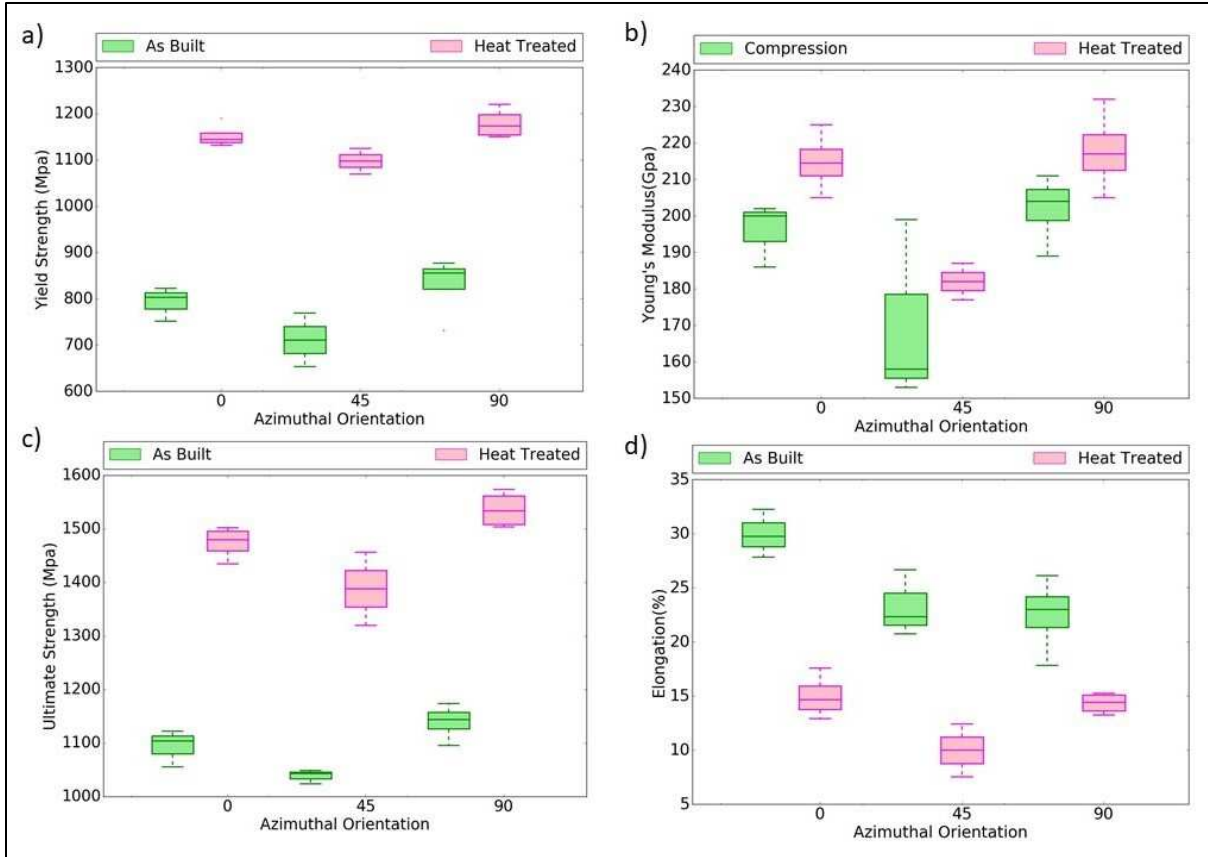 a)
As Built Heat Treated
1300
1200
1100
1000
900
800
700
600
Yield Strength (Mpa)
0 45 90
Azimuthal Orientation
b)
Compression Heat Treated
240
230
220
210
200
190
180
170
160
150
Young's Modulus(Gpa)
0 45 90
Azimuthal Orientation
c)
As Built Heat Treated
1600
1500
1400
1300
1200
1100
1000
Ultimate Strength (Mpa)
0 45 90
Azimuthal Orientation
d)
As Built Heat Treated
35
30
25
20
15
10
5
Elongation(%)
0 45 90
Azimuthal Orientation